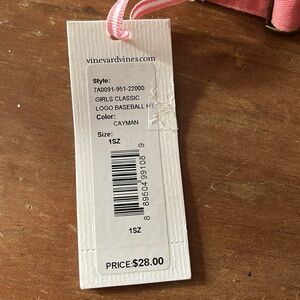 vineyardvines.com
Style:
7A0091-951-22000
GIRLS CLASSIC
LOGO BASEBALL HT
Color:
CAYMAN
Size:
1SZ
8 89504 99108 9
1SZ
PRICE:$28.00